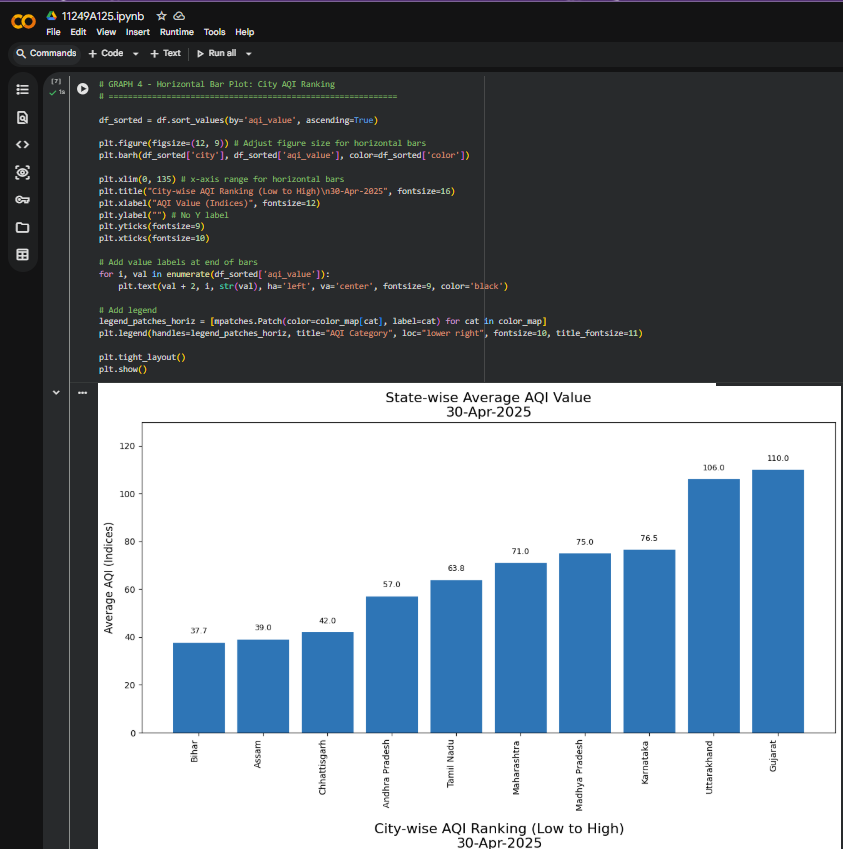 11249A125.ipynb
File Edit View Insert Runtime Tools Help
Commands + Code + Text Run all
[7]
1s
# GRAPH 4 - Horizontal Bar Plot: City AQI Ranking
# ============================================================
df_sorted = df.sort_values(by='aqi_value', ascending=True)
plt.figure(figsize=(12, 9)) # Adjust figure size for horizontal bars
plt.barh(df_sorted['city'], df_sorted['aqi_value'], color=df_sorted['color'])
plt.xlim(0, 135) # x-axis range for horizontal bars
plt.title("City-wise AQI Ranking (Low to High)\n30-Apr-2025", fontsize=16)
plt.xlabel("AQI Value (Indices)", fontsize=12)
plt.ylabel("") # No Y label
plt.yticks(fontsize=9)
plt.xticks(fontsize=10)
# Add value labels at end of bars
for i, val in enumerate(df_sorted['aqi_value']):
    plt.text(val + 2, i, str(val), ha='left', va='center', fontsize=9, color='black')
# Add legend
legend_patches_horiz = [mpatches.Patch(color=color_map[cat], label=cat) for cat in color_map]
plt.legend(handles=legend_patches_horiz, title="AQI Category", loc="lower right", fontsize=10, title_fontsize=11)
plt.tight_layout()
plt.show()
State-wise Average AQI Value
30-Apr-2025
Average AQI (Indices)
120
100
80
60
40
20
0
37.7
39.0
42.0
57.0
63.8
71.0
75.0
76.5
106.0
110.0
Bihar
Assam
Chhattisgarh
Andhra Pradesh
Tamil Nadu
Maharashtra
Madhya Pradesh
Karnataka
Uttarakhand
Gujarat
City-wise AQI Ranking (Low to High)
30-Apr-2025